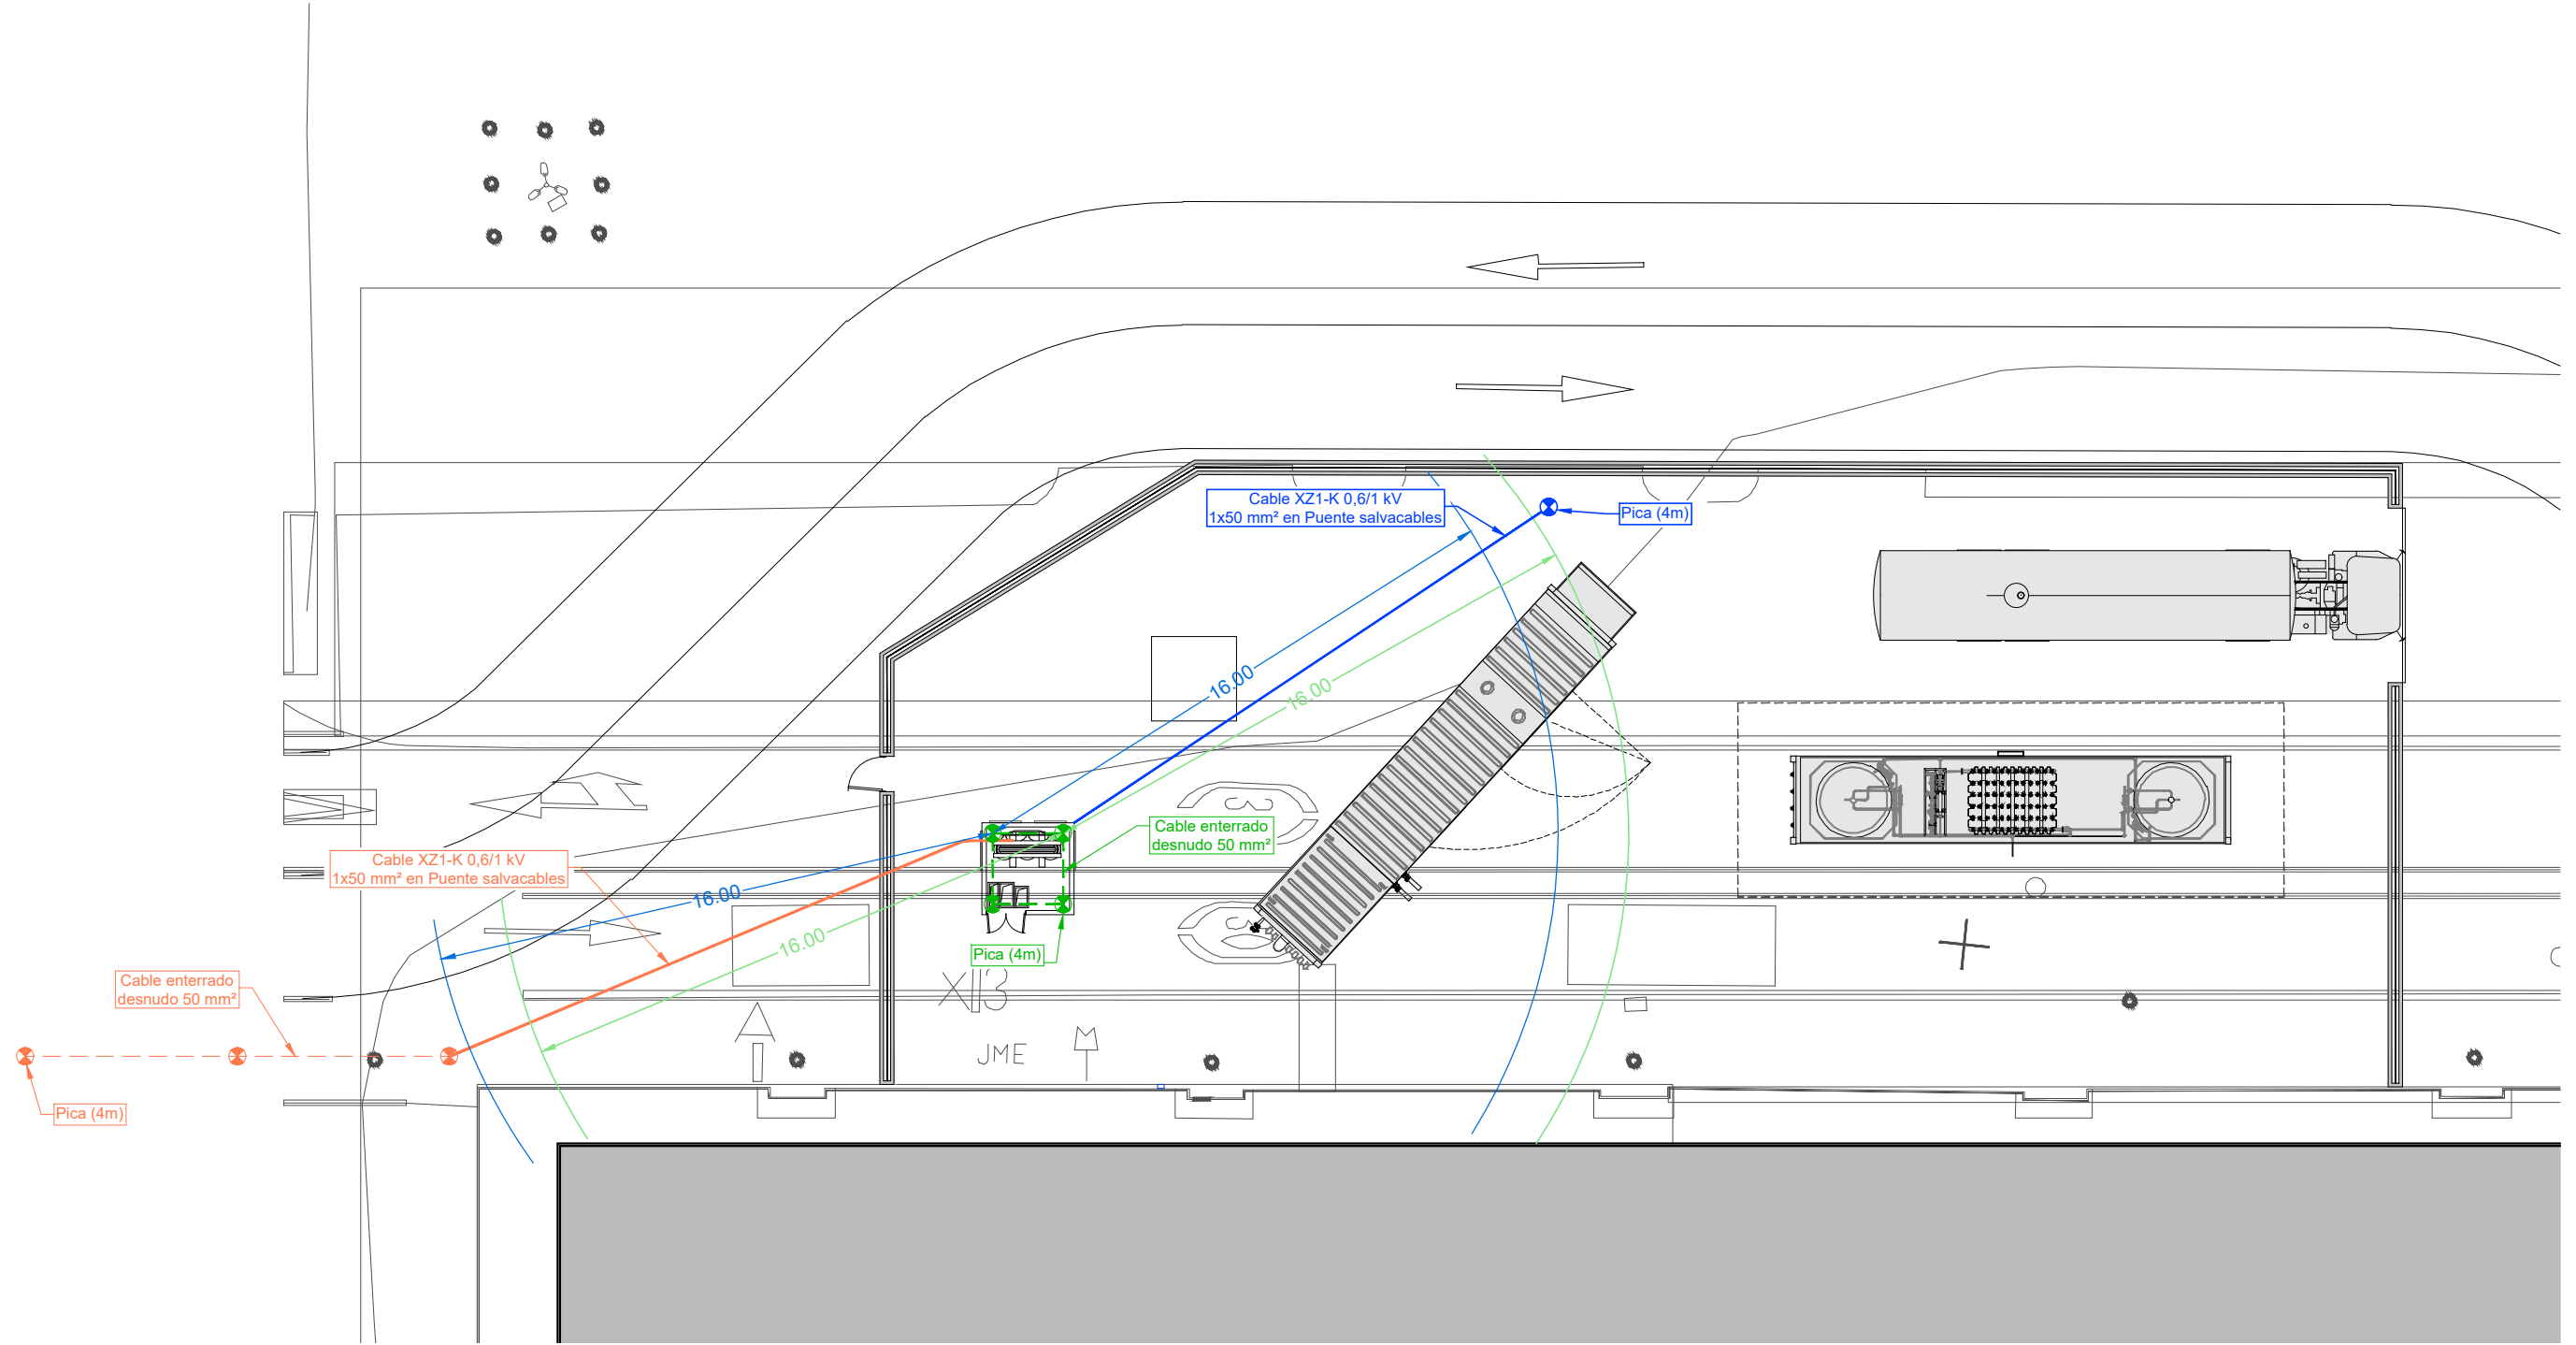 Cable XZ1-K 0,6/1 kV
1x50 mm² en Puente salvacables
Pica (4m)
16.00
16.00
Cable enterrado
desnudo 50 mm²
Cable XZ1-K 0,6/1 kV
1x50 mm² en Puente salvacables
16.00
16.00
Pica (4m)
Cable enterrado
desnudo 50 mm²
JME
Pica (4m)